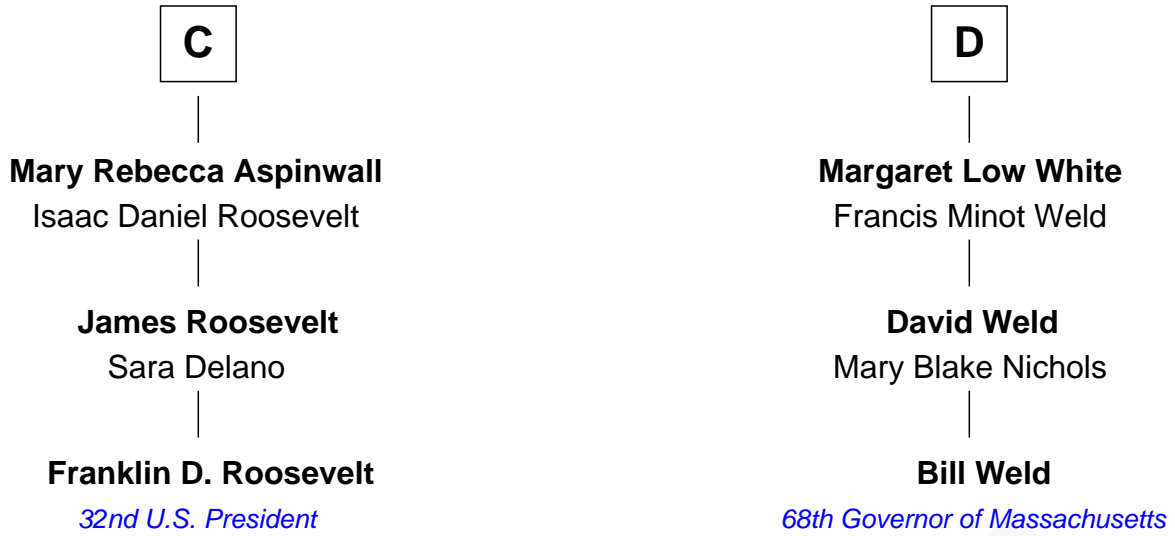 C
D
Mary Rebecca Aspinwall
Isaac Daniel Roosevelt
Margaret Low White
Francis Minot Weld
James Roosevelt
Sara Delano
David Weld
Mary Blake Nichols
Franklin D. Roosevelt
32nd U.S. President
Bill Weld
68th Governor of Massachusetts